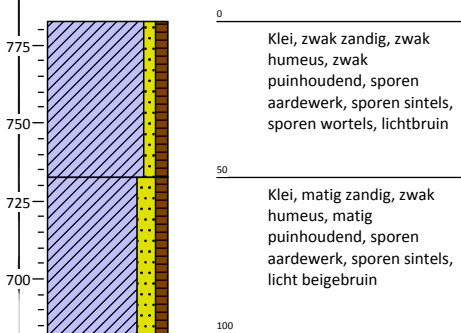 0
775
Klei, zwak zandig, zwak
humeus, zwak
puinhoudend, sporen
aardewerk, sporen sintels,
sporen wortels, lichtbruin
750
50
725
Klei, matig zandig, zwak
humeus, matig
puinhoudend, sporen
aardewerk, sporen sintels,
licht beigebruin
700
100